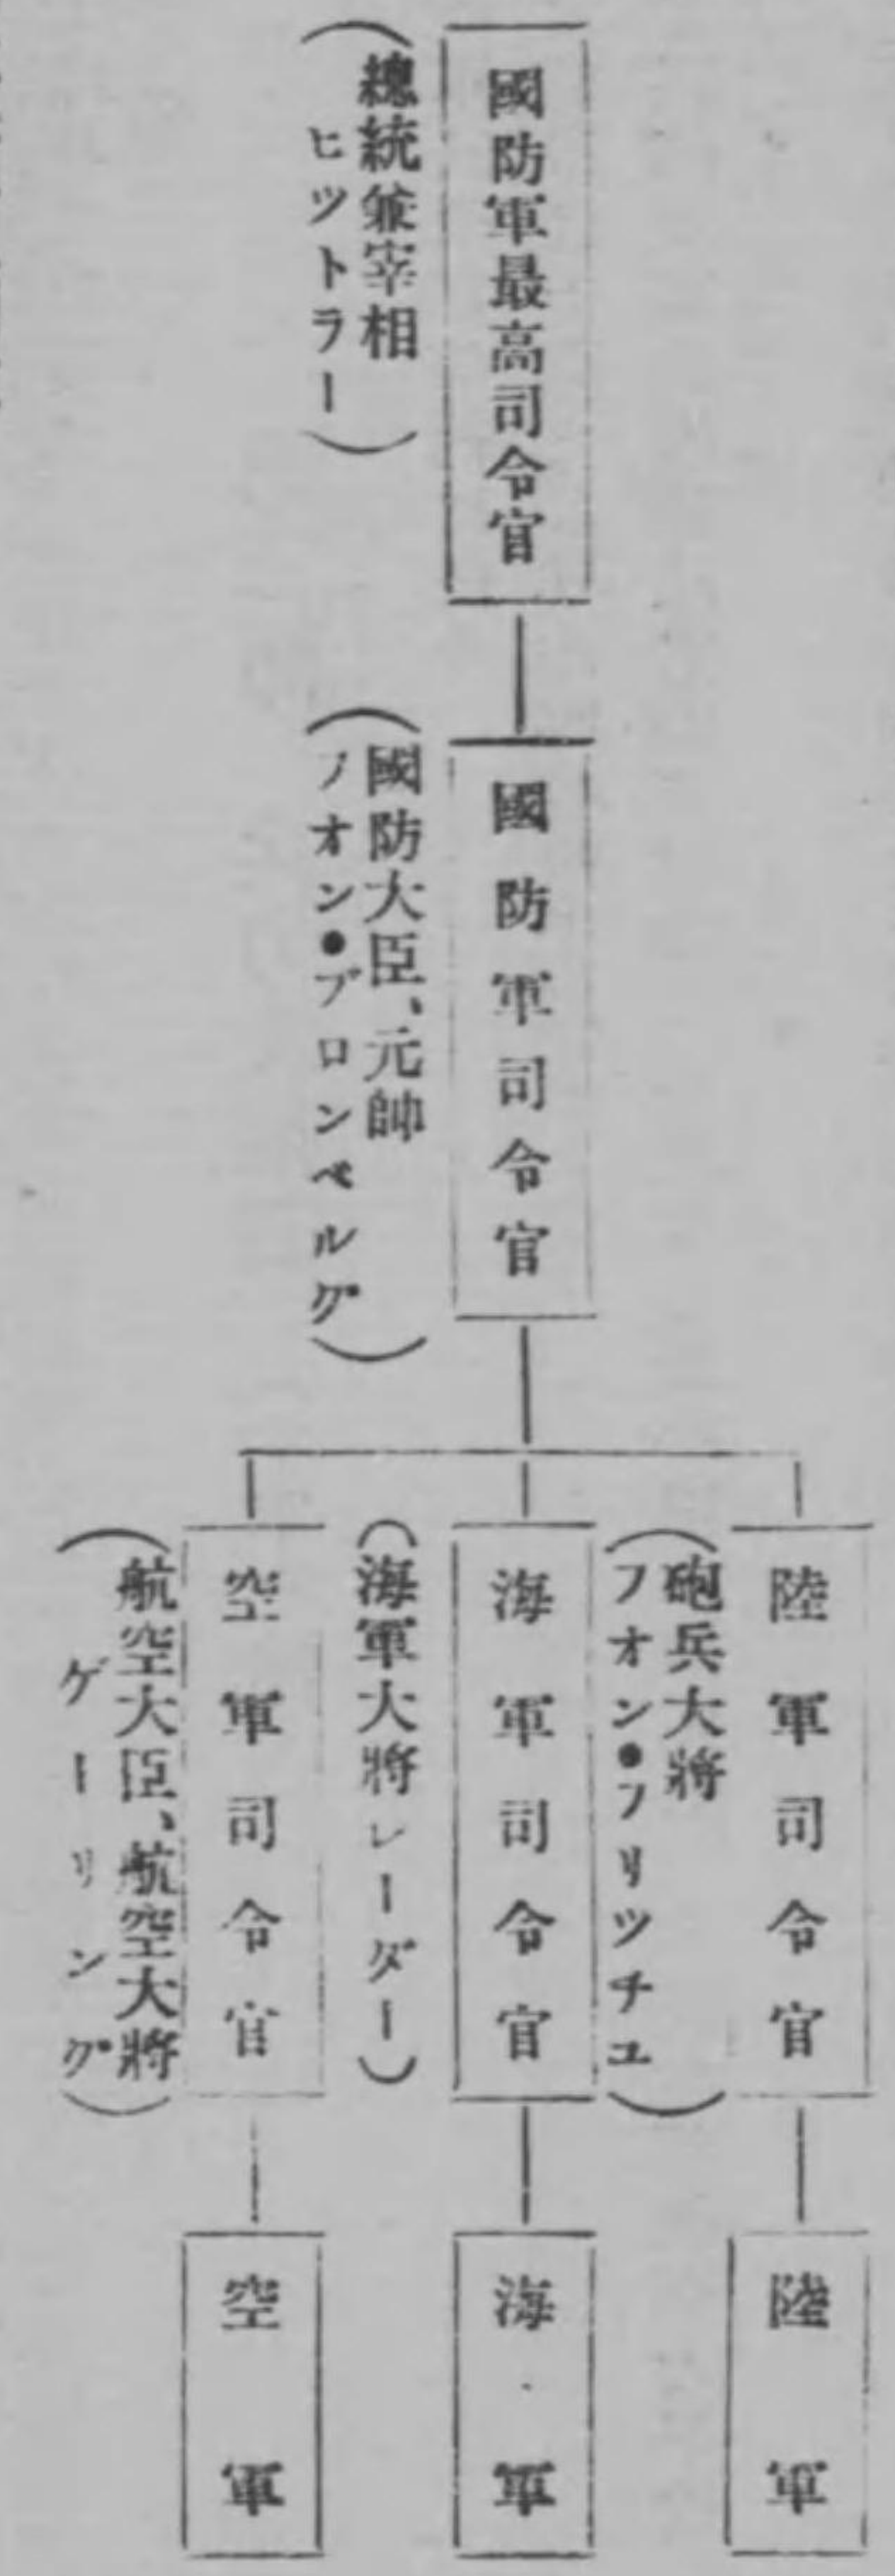 國防軍最高司令官
(總統兼宰相
ヒツトラー)
國防軍司令官
(國防大臣、元帥
フオン・ブロンベルグ)
陸軍司令官
(砲兵大將
フオン・フリツチユ)
海軍司令官
(海軍大將レーダー)
空軍司令官
(航空大臣、航空大將
ゲーリング)
陸軍
海軍
空軍